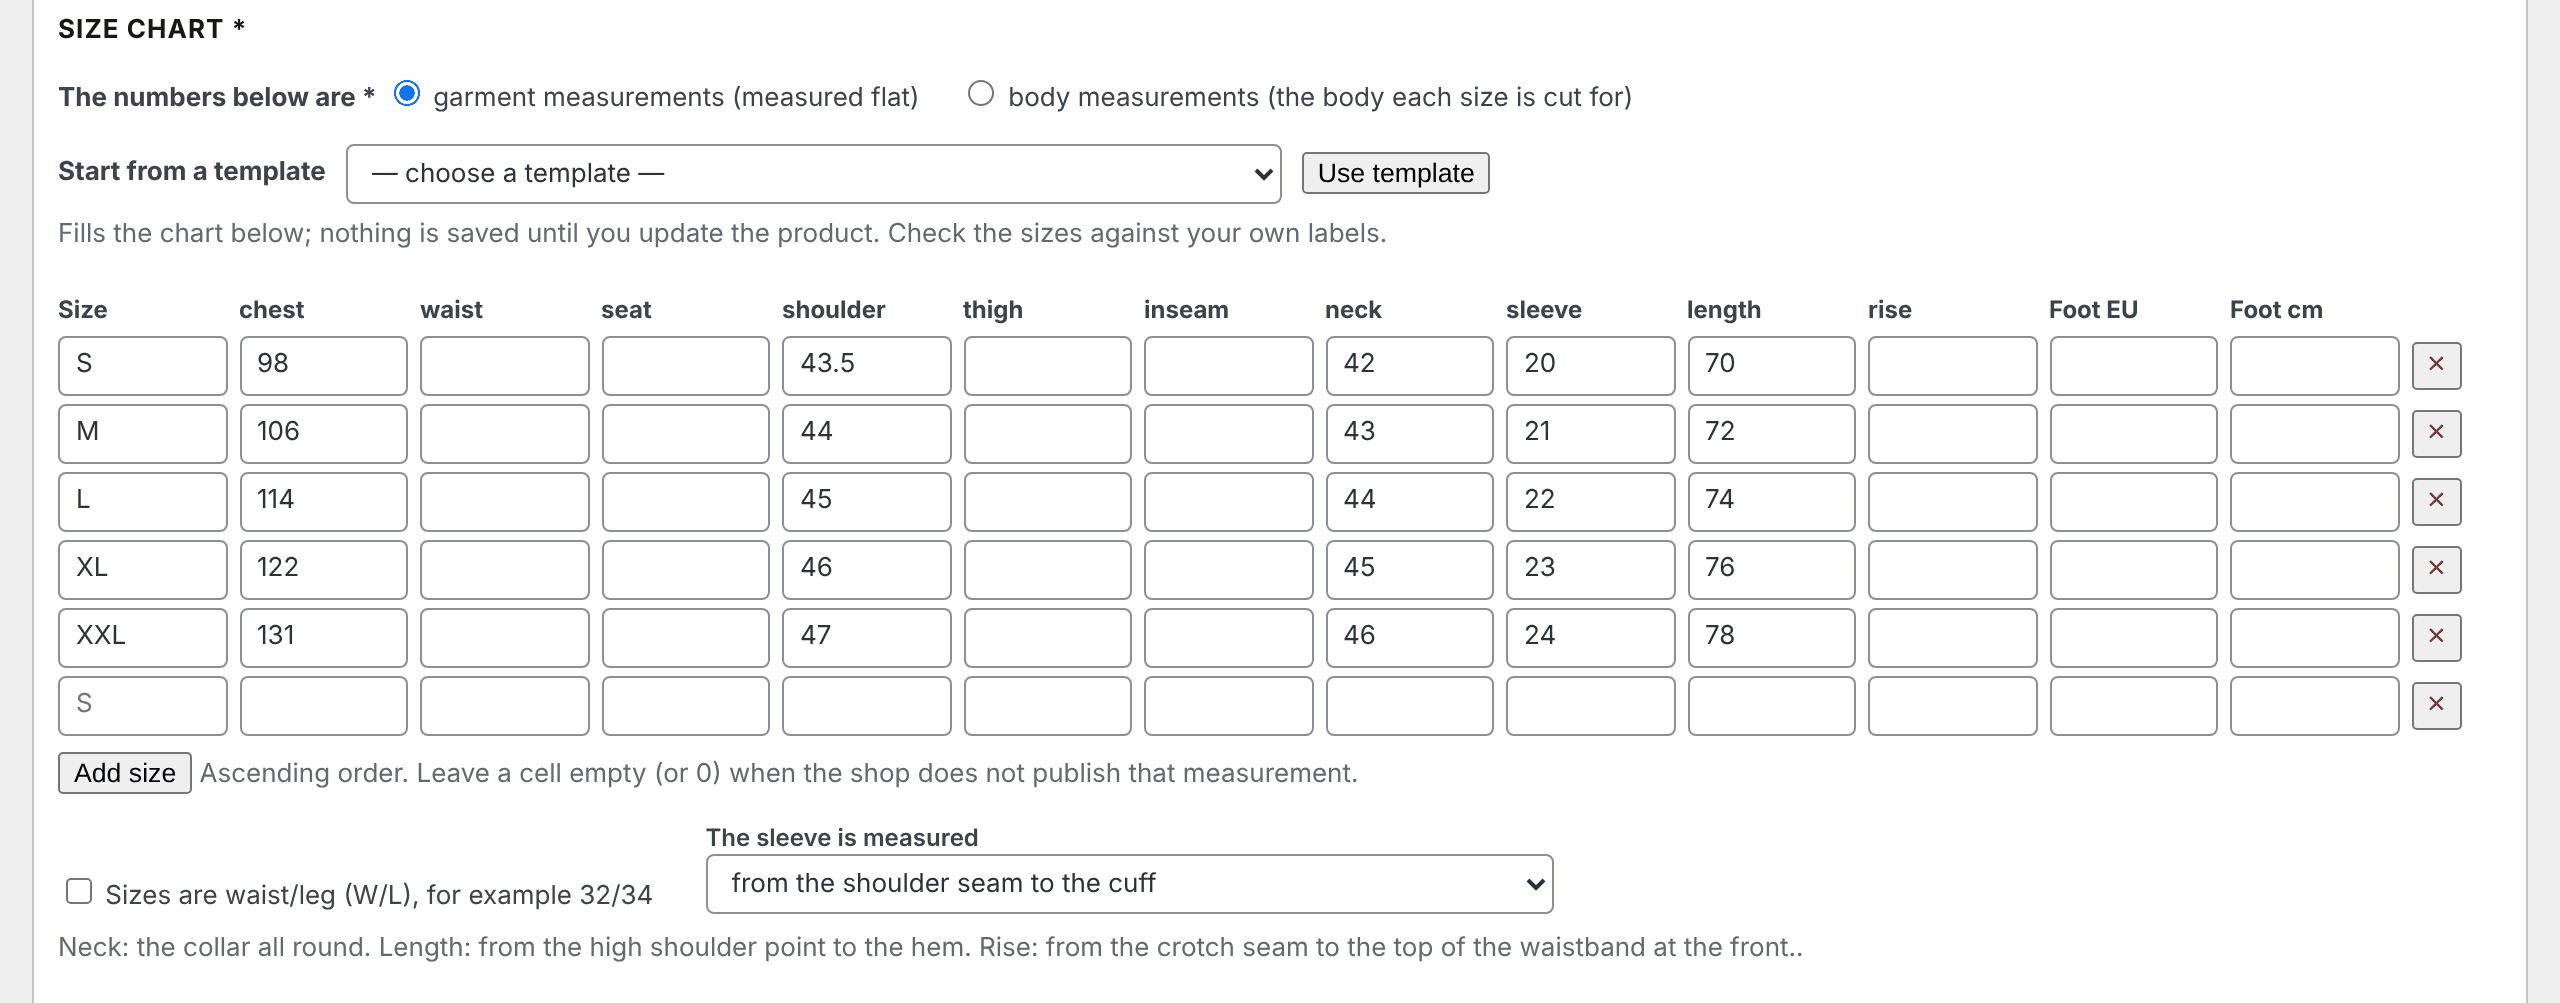 SIZE CHART *
The numbers below are * garment measurements (measured flat) body measurements (the body each size is cut for)
Start from a template — choose a template — Use template
Fills the chart below; nothing is saved until you update the product. Check the sizes against your own labels.
Size chest waist seat shoulder thigh inseam neck sleeve length rise Foot EU Foot cm
S 98 43.5 42 20 70 ×
M 106 44 43 21 72 ×
L 114 45 44 22 74 ×
XL 122 46 45 23 76 ×
XXL 131 47 46 24 78 ×
S ×
Add size Ascending order. Leave a cell empty (or 0) when the shop does not publish that measurement.
The sleeve is measured
Sizes are waist/leg (W/L), for example 32/34 from the shoulder seam to the cuff
Neck: the collar all round. Length: from the high shoulder point to the hem. Rise: from the crotch seam to the top of the waistband at the front..